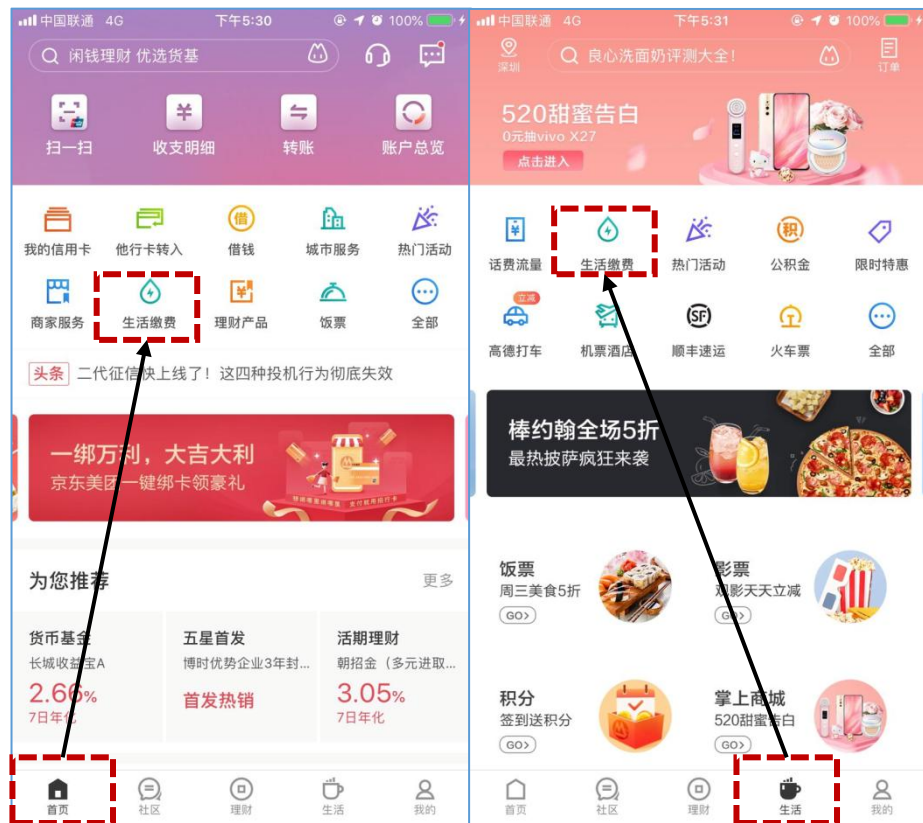 中国联通 4G 下午5:30 100%
闲钱理财 优选货基
扫一扫 收支明细 转账 账户总览
我的信用卡 他行卡转入 借钱 城市服务 热门活动
商家服务 生活缴费 理财产品 饭票 全部
头条 二代征信快上线了！这四种投机行为彻底失效
一绑万利，大吉大利
京东美团一键绑卡领豪礼
为您推荐 更多
货币基金 五星首发 活期理财
长城收益宝A 博时优势企业3年封... 朝招金（多元进取...
2.66% 首发热销 3.05%
7日年化 7日年化
首页 社区 理财 生活 我的
中国联通 4G 下午5:31 100%
深圳 良心洗面奶评测大全！ 订单
520甜蜜告白
0元抽vivo X27
点击进入
话费流量 生活缴费 热门活动 公积金 限时特惠
立减
高德打车 机票酒店 顺丰速运 火车票 全部
棒约翰全场5折
最热披萨疯狂来袭
饭票 影票
周三美食5折 观影天天立减
GO> GO>
积分 掌上商城
签到送积分 520甜蜜告白
GO> GO>
首页 社区 理财 生活 我的